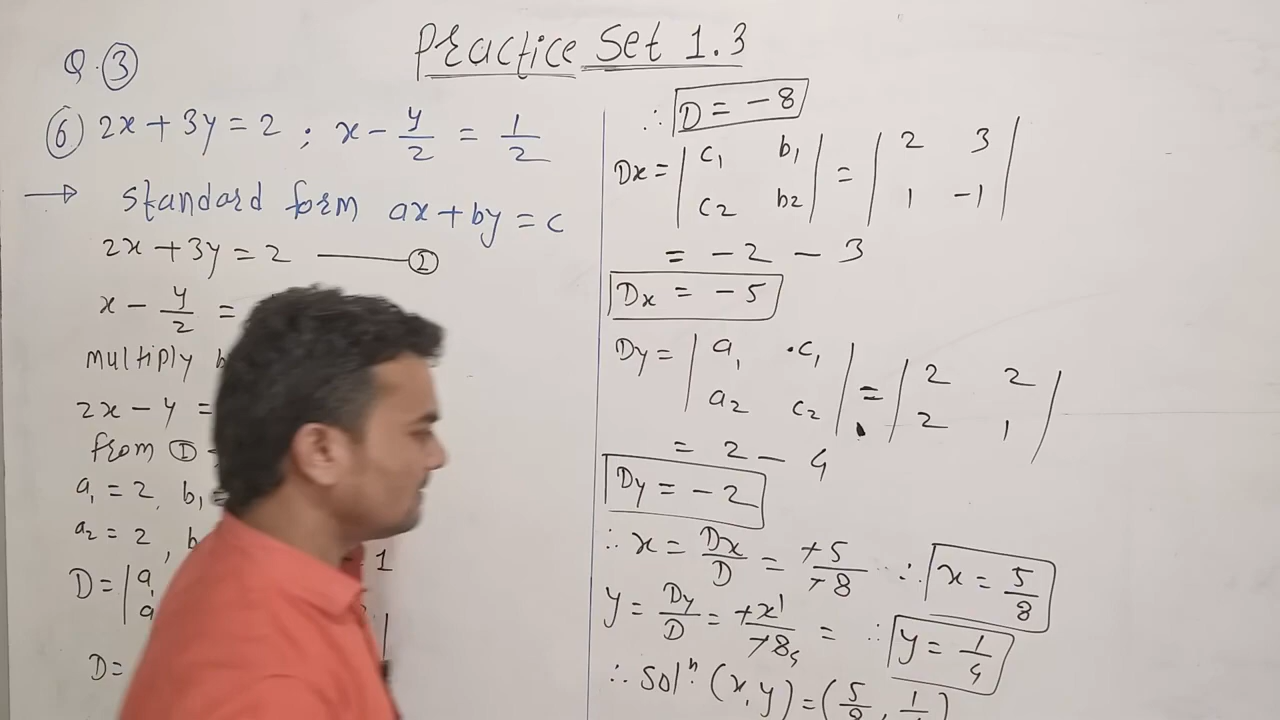 Practice Set 1.3
Q.③
⑥ 2x + 3y = 2 ; x - y/2 = 1/2
→ Standard form ax + by = c
2x + 3y = 2 —— Ⓘ
x - y/2 =
multiply
2x - y =
from Ⓘ
a₁ = 2, b₁ =
a₂ = 2, b
1
D = | a
a
D =
∴ D = -8
Dx = | c₁ b₁ | = | 2 3 |
| c₂ b₂ | | 1 -1 |
= -2 - 3
Dx = -5
Dy = | a₁ c₁ | = | 2 2 |
| a₂ c₂ | | 2 1 |
= 2 - 4
Dy = -2
∴ x = Dx/D = -5/-8 ∴ x = 5/8
y = Dy/D = -2/-8 = ∴ y = 1/4
∴ Solⁿ. (x, y) = (5/8, 1/4)